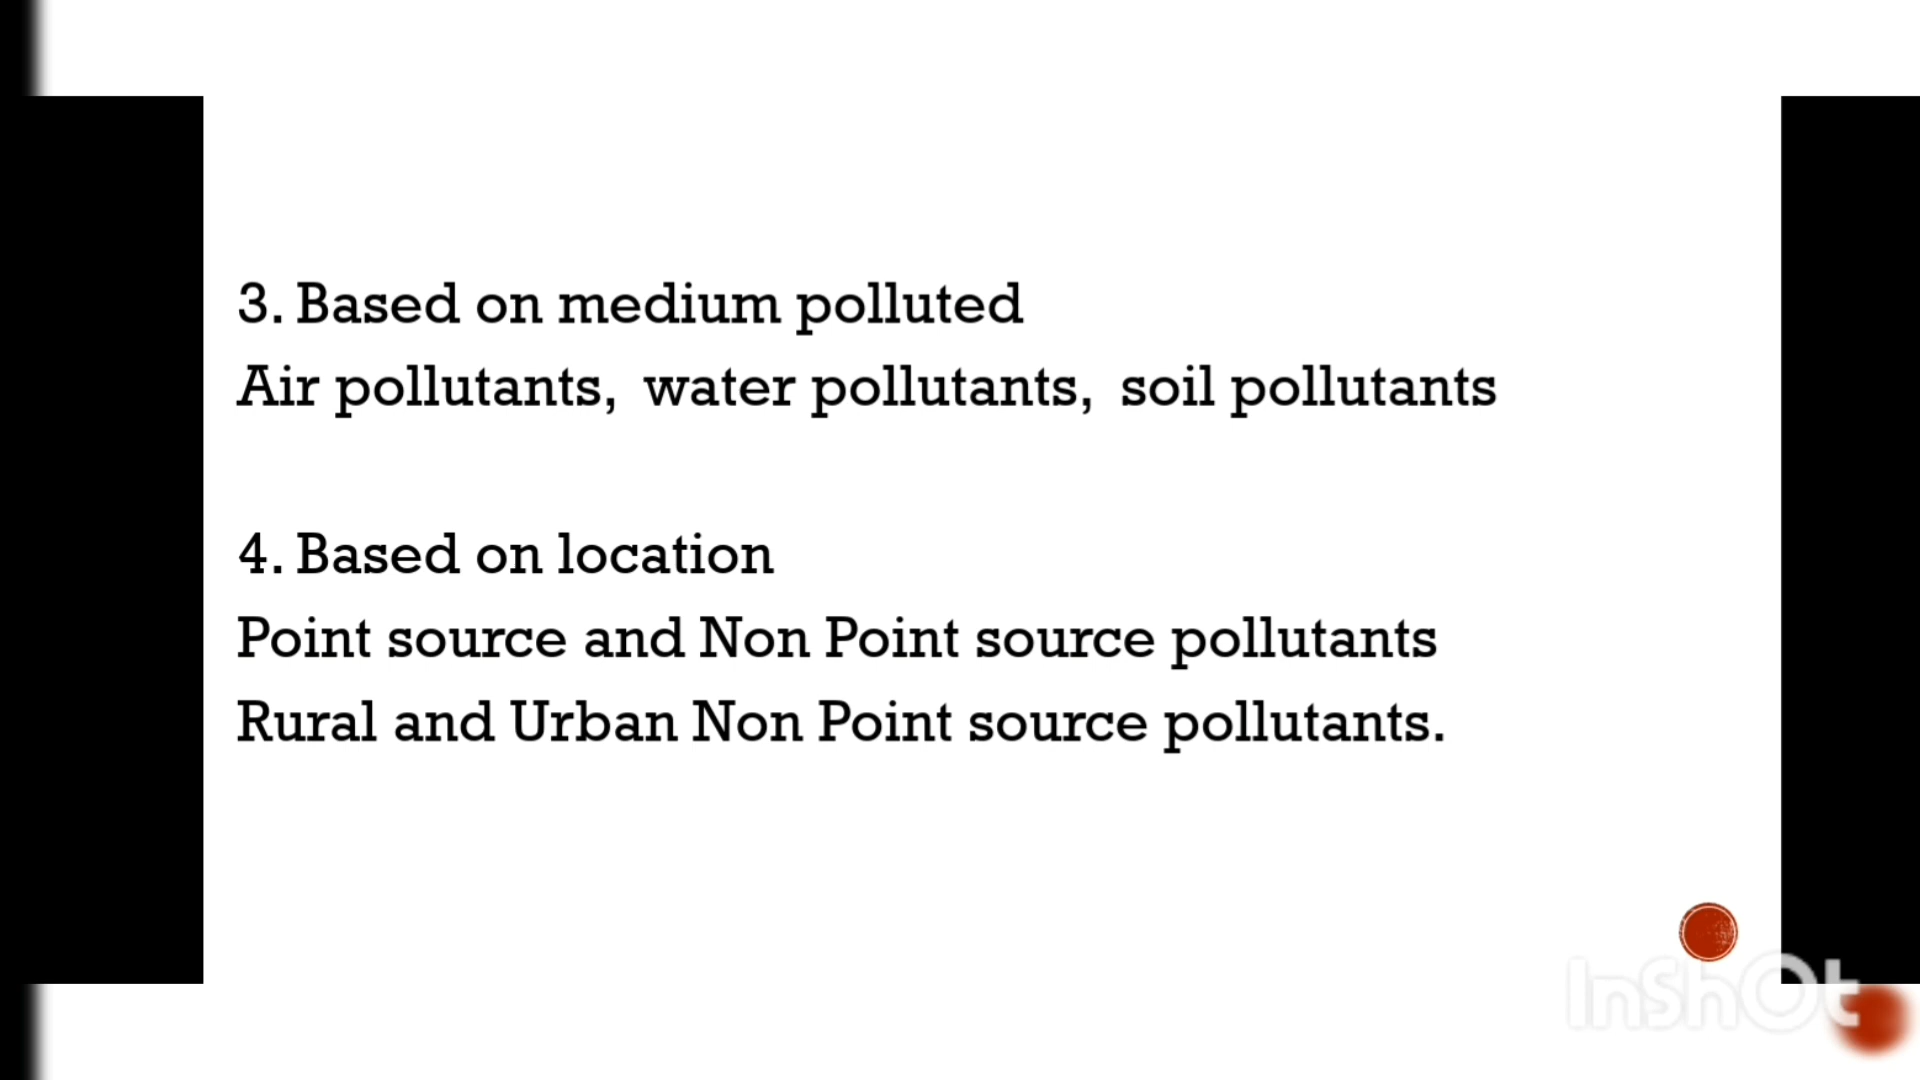 3. Based on medium polluted
Air pollutants, water pollutants, soil pollutants
4. Based on location
Point source and Non Point source pollutants
Rural and Urban Non Point source pollutants.
InShOt